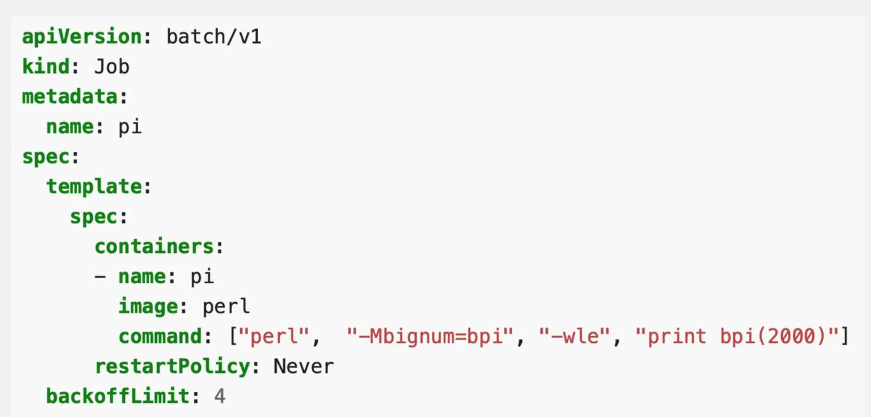 apiVersion: batch/v1
kind: Job
metadata:
  name: pi
spec:
  template:
    spec:
      containers:
      - name: pi
        image: perl
        command: ["perl",  "-Mbignum=bpi", "-wle", "print bpi(2000)"]
      restartPolicy: Never
  backoffLimit: 4